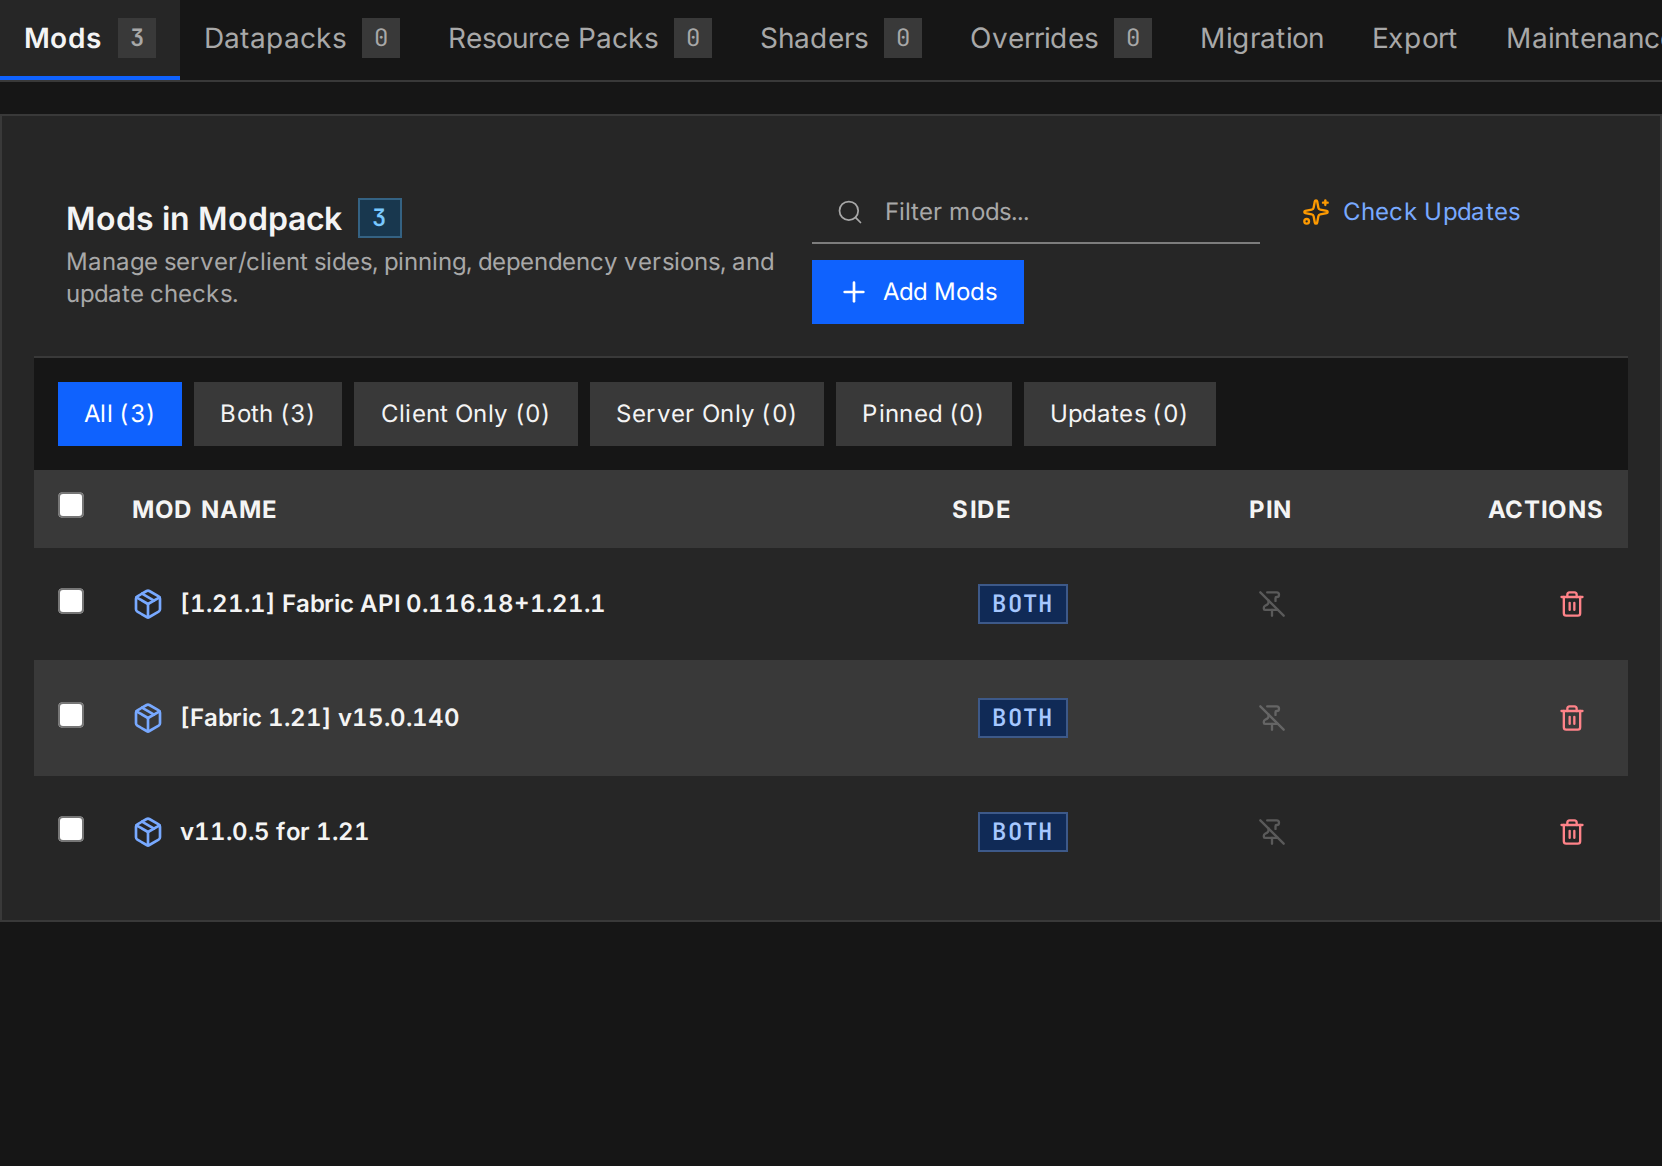 Mods 3 Datapacks 0 Resource Packs 0 Shaders 0 Overrides 0 Migration Export Maintenanc
Mods in Modpack 3
Manage server/client sides, pinning, dependency versions, and
update checks.
Filter mods...
Check Updates
Add Mods
All (3) Both (3) Client Only (0) Server Only (0) Pinned (0) Updates (0)
MOD NAME SIDE PIN ACTIONS
[1.21.1] Fabric API 0.116.18+1.21.1 BOTH
[Fabric 1.21] v15.0.140 BOTH
v11.0.5 for 1.21 BOTH